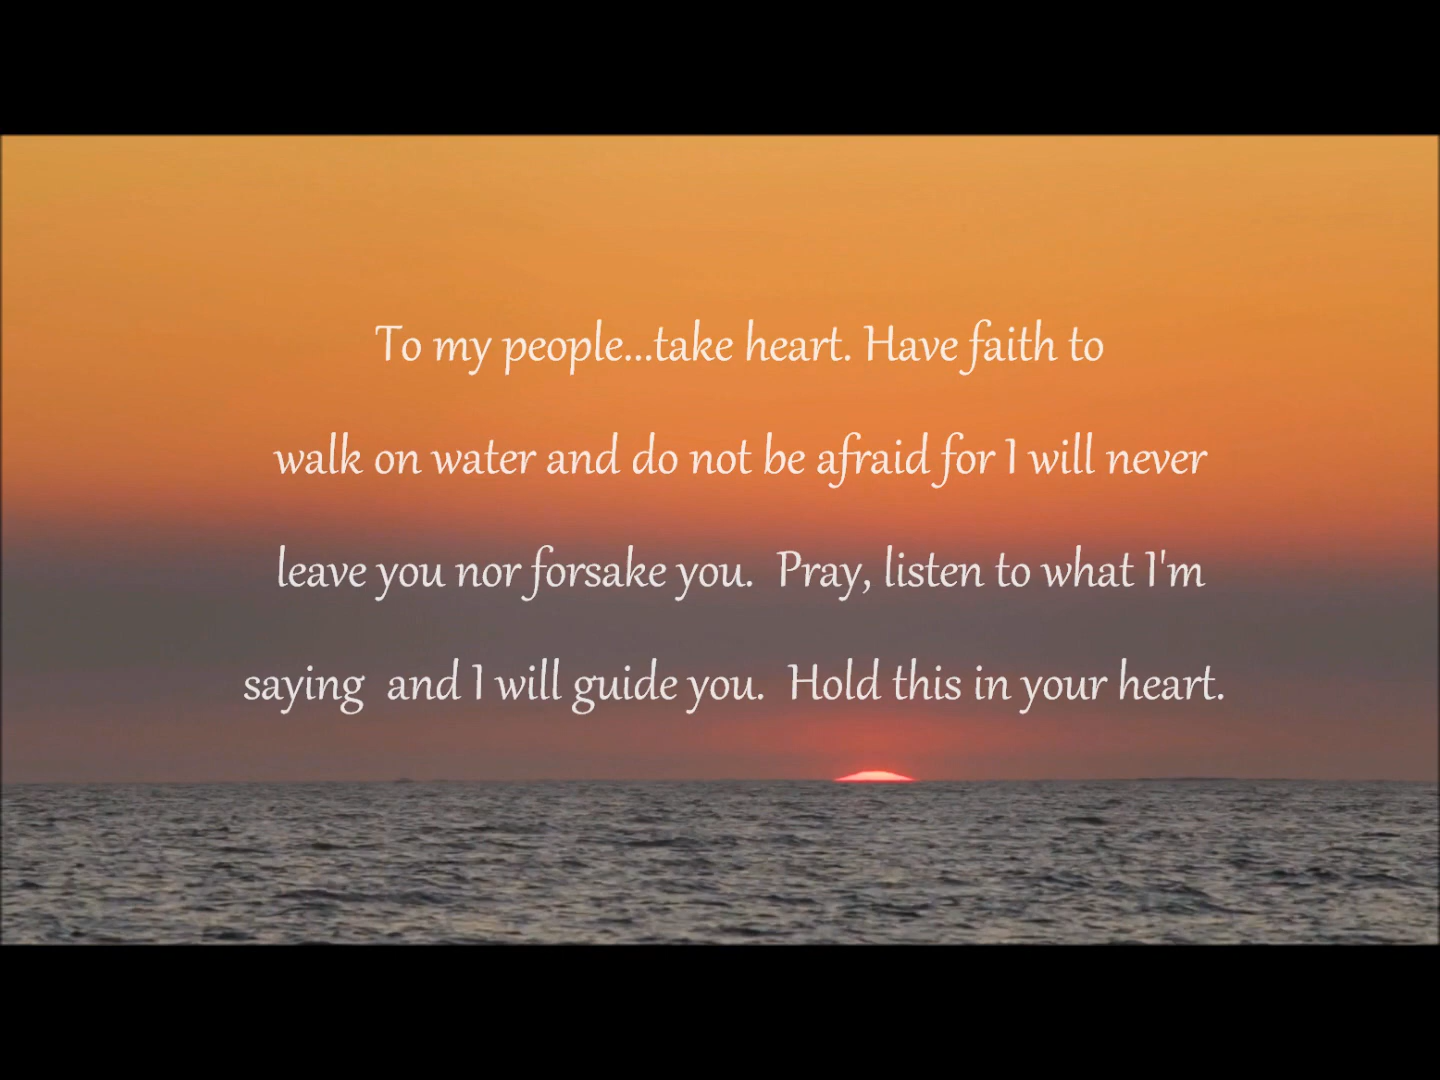 To my people...take heart. Have faith to
walk on water and do not be afraid for I will never
leave you nor forsake you.  Pray, listen to what I'm
saying  and I will guide you.  Hold this in your heart.